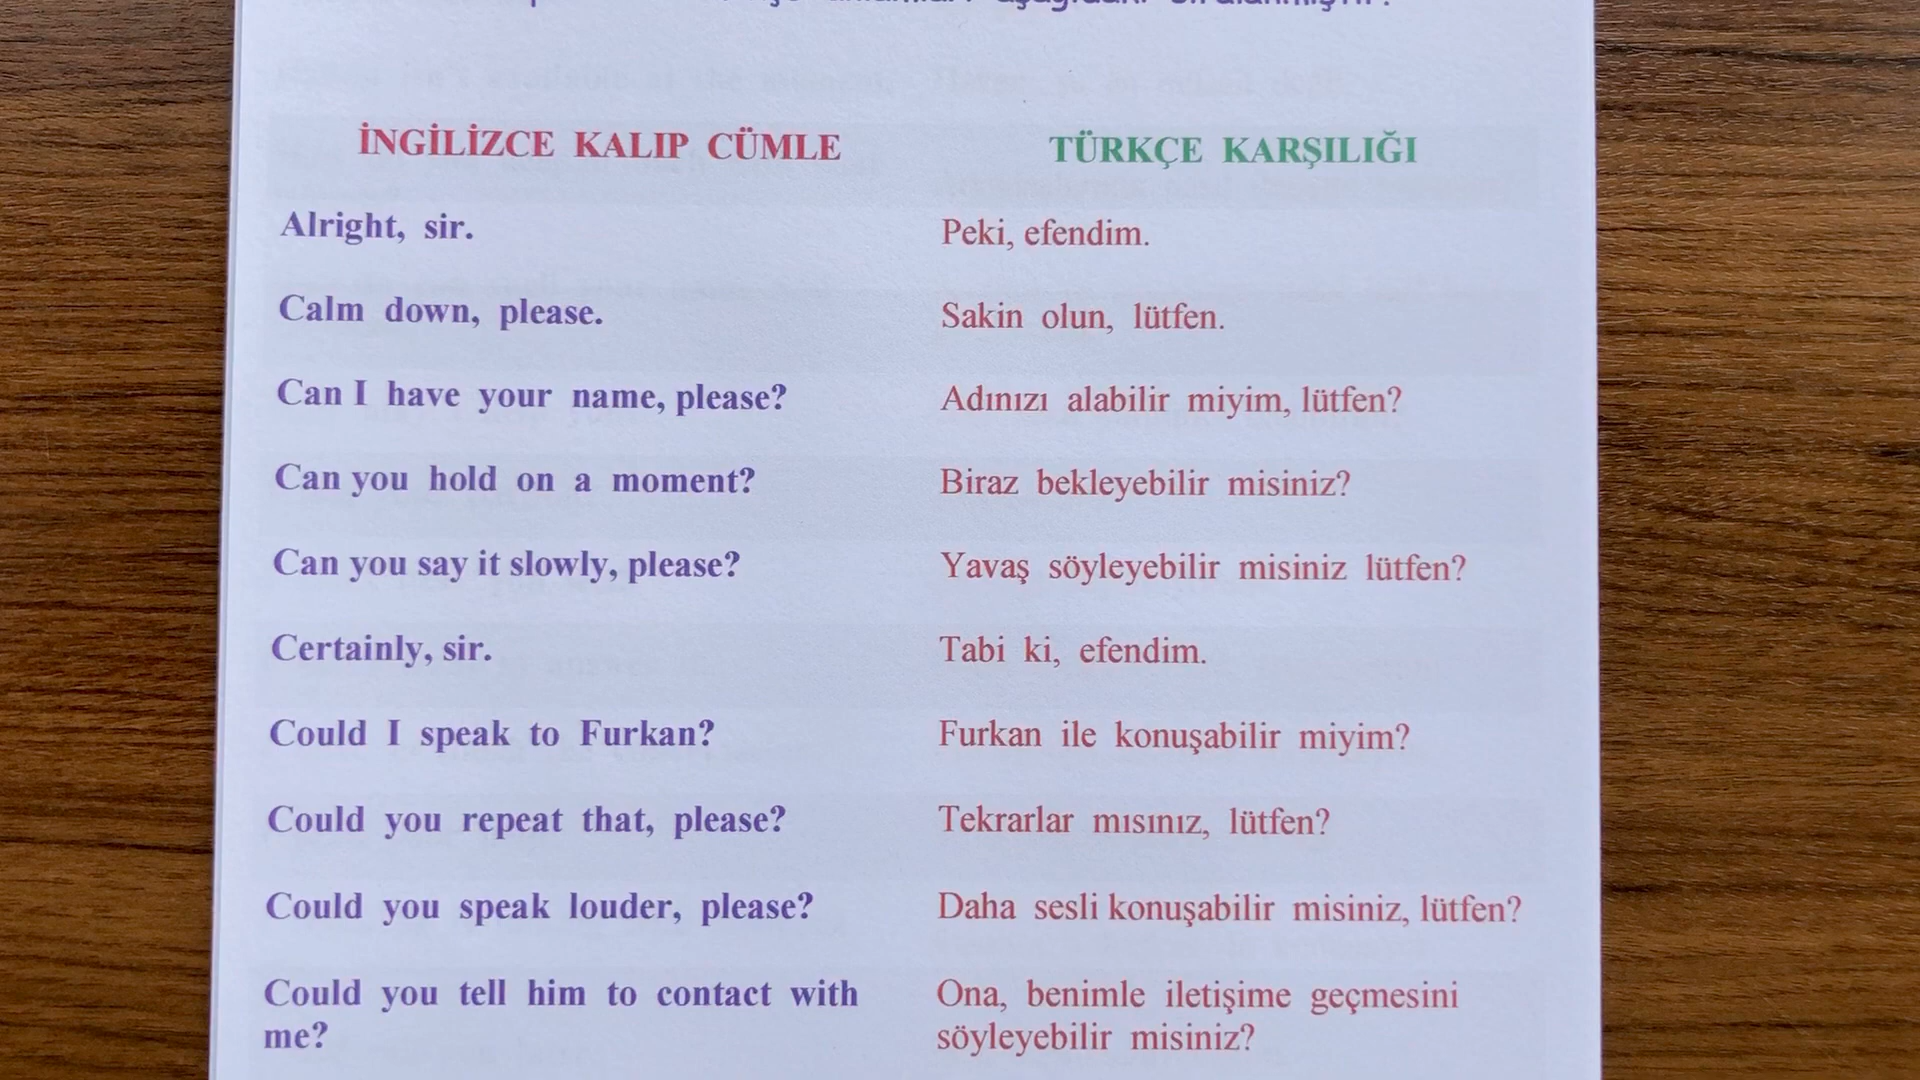 aşağıdaki
İNGİLİZCE KALIP CÜMLE TÜRKÇE KARŞILIĞI
Alright, sir. Peki, efendim.
Calm down, please. Sakin olun, lütfen.
Can I have your name, please? Adınızı alabilir miyim, lütfen?
Can you hold on a moment? Biraz bekleyebilir misiniz?
Can you say it slowly, please? Yavaş söyleyebilir misiniz lütfen?
Certainly, sir. Tabi ki, efendim.
Could I speak to Furkan? Furkan ile konuşabilir miyim?
Could you repeat that, please? Tekrarlar mısınız, lütfen?
Could you speak louder, please? Daha sesli konuşabilir misiniz, lütfen?
Could you tell him to contact with Ona, benimle iletişime geçmesini
me? söyleyebilir misiniz?